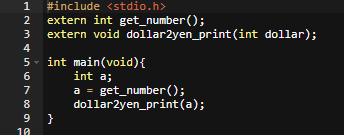 1 #include <stdio.h>
2 extern int get_number();
3 extern void dollar2yen_print(int dollar);
4
5 int main(void){
6 int a;
7 a = get_number();
8 dollar2yen_print(a);
9 }
10